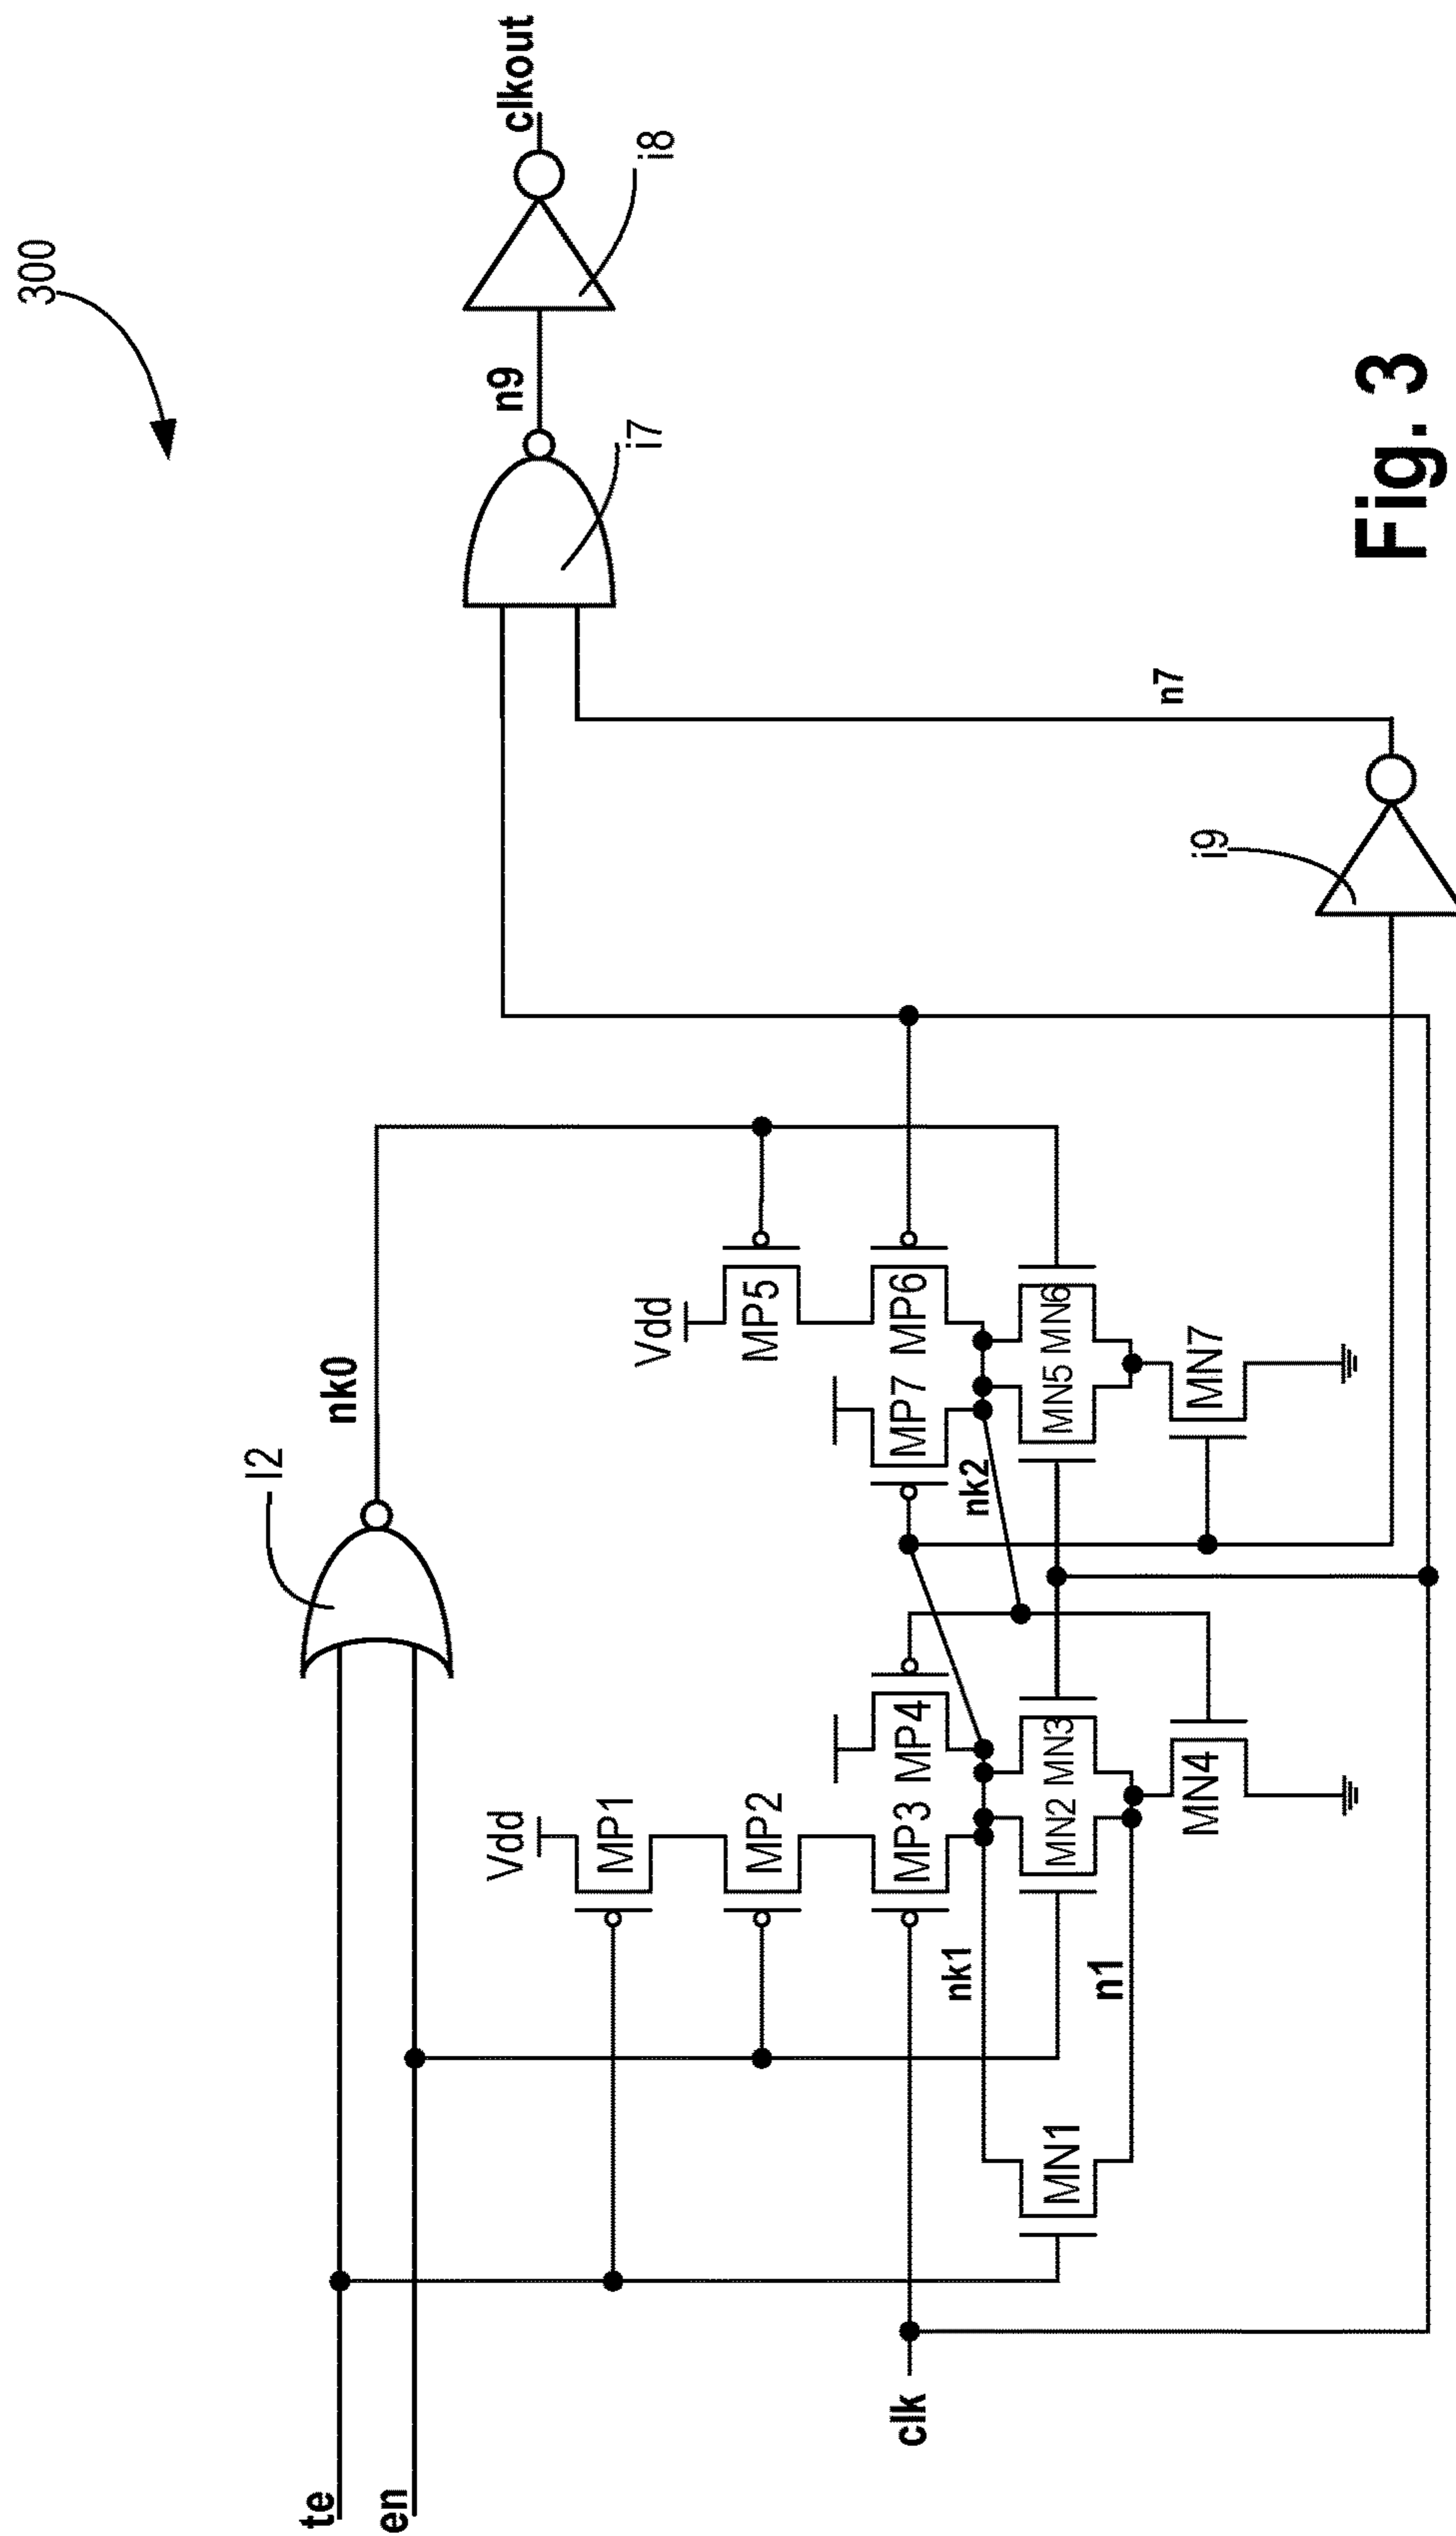 300
te
en
clk
I2
nk0
Vdd
MP1
MP2
MP3
MP4
nk1
MN1
MN2
MN3
n1
MN4
Vdd
MP5
MP7
MP6
nk2
MN5
MN6
MN7
i9
n7
i7
n9
i8
clkout
Fig. 3